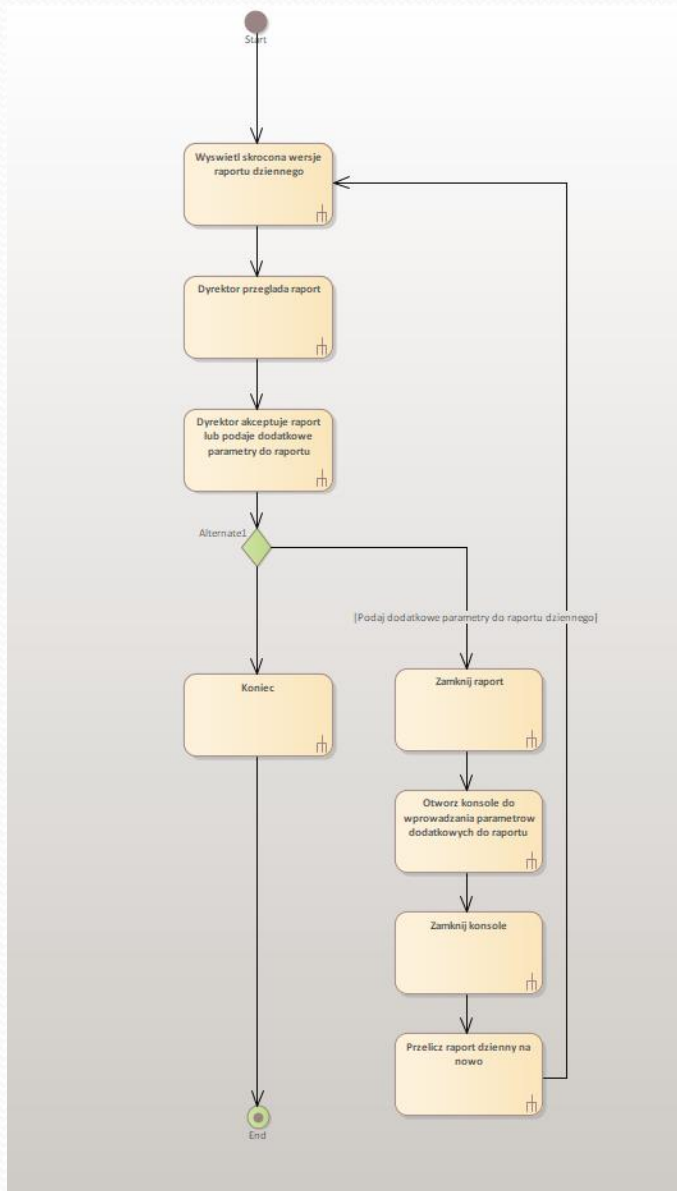 Start
Wyswietl skrocona wersje
raportu dziennego
Dyrektor przeglada raport
Dyrektor akceptuje raport
lub podaje dodatkowe
parametry do raportu
Alternate1
[Podaj dodatkowe parametry do raportu dziennego]
Koniec
Zamknij raport
Otworz konsole do
wprowadzania parametrow
dodatkowych do raportu
Zamknij konsole
Przelicz raport dzienny na
nowo
End